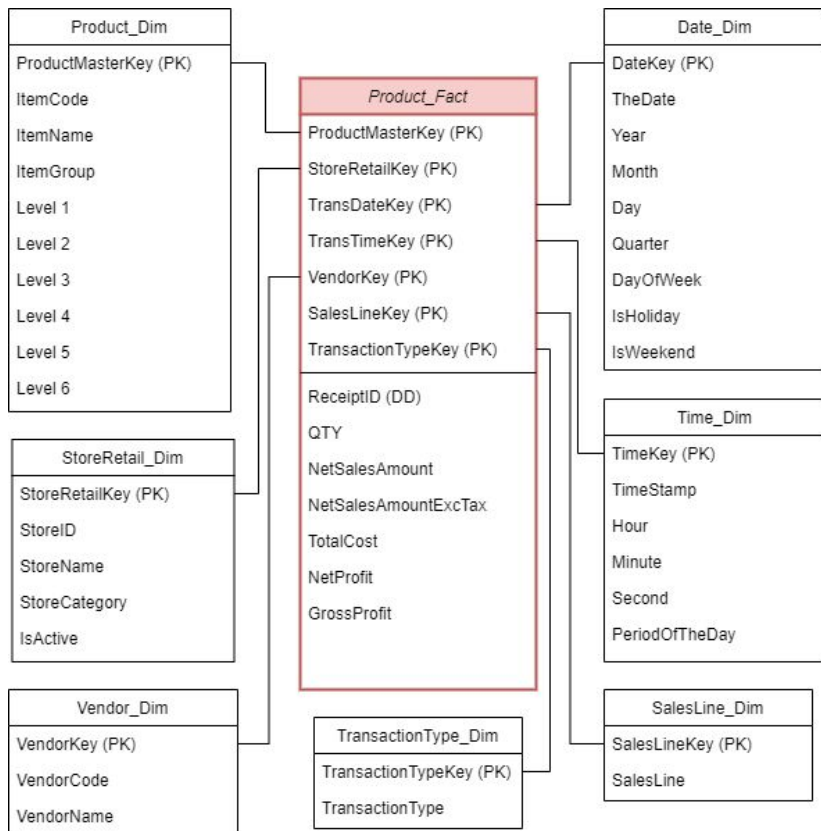 Product_Dim
ProductMasterKey (PK)
ItemCode
ItemName
ItemGroup
Level 1
Level 2
Level 3
Level 4
Level 5
Level 6
StoreRetail_Dim
StoreRetailKey (PK)
StoreID
StoreName
StoreCategory
IsActive
Vendor_Dim
VendorKey (PK)
VendorCode
VendorName
Product_Fact
ProductMasterKey (PK)
StoreRetailKey (PK)
TransDateKey (PK)
TransTimeKey (PK)
VendorKey (PK)
SalesLineKey (PK)
TransactionTypeKey (PK)
ReceiptID (DD)
QTY
NetSalesAmount
NetSalesAmountExcTax
TotalCost
NetProfit
GrossProfit
TransactionType_Dim
TransactionTypeKey (PK)
TransactionType
Date_Dim
DateKey (PK)
TheDate
Year
Month
Day
Quarter
DayOfWeek
IsHoliday
IsWeekend
Time_Dim
TimeKey (PK)
TimeStamp
Hour
Minute
Second
PeriodOfTheDay
SalesLine_Dim
SalesLineKey (PK)
SalesLine